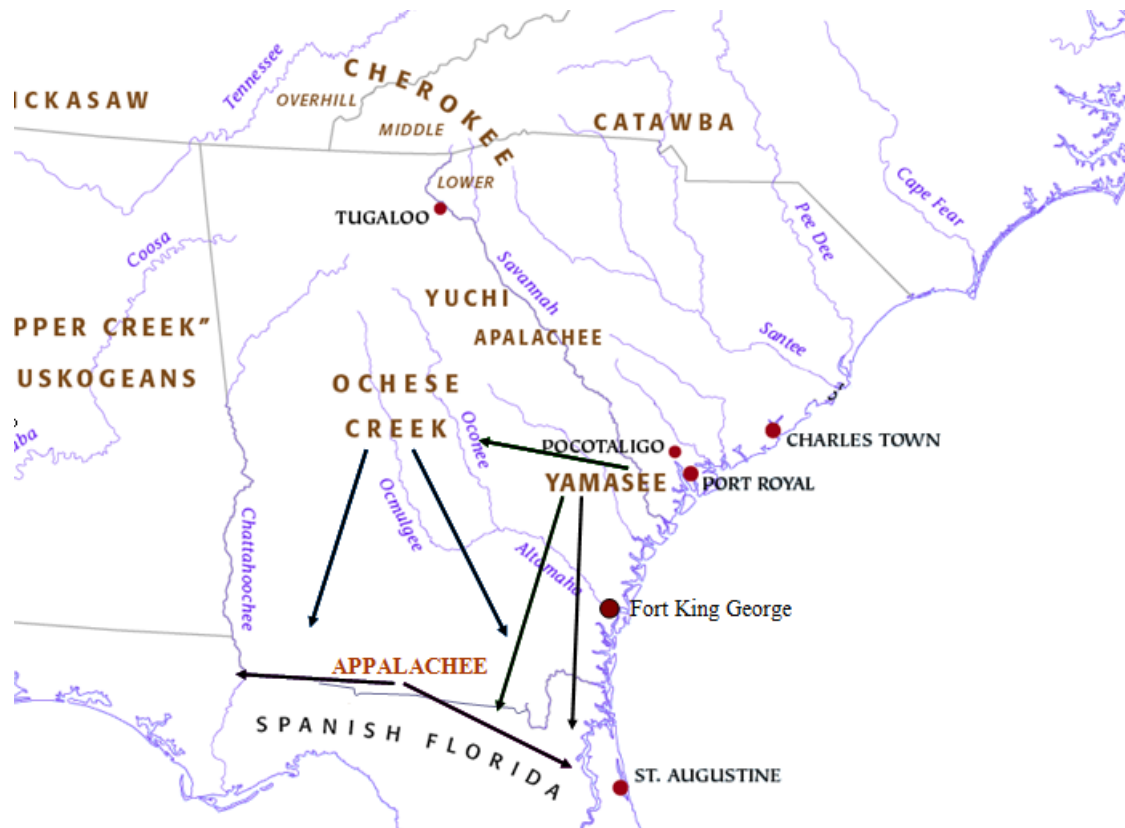 Tennessee
CHEROKEE
OVERHILL
ICKASAW
MIDDLE
CATAWBA
LOWER
Cape Fear
TUGALOO
Pee Dee
Coosa
Savannah
YUCHI
PPER CREEK"
APALACHEE
Santee
USKOGEANS
OCHESE
CREEK
Oconee
POCOTALIGO
CHARLES TOWN
uba
YAMASEE
PORT ROYAL
Ocmulgee
Chattahoochee
Altamaha
Fort King George
APPALACHEE
SPANISH FLORIDA
ST. AUGUSTINE